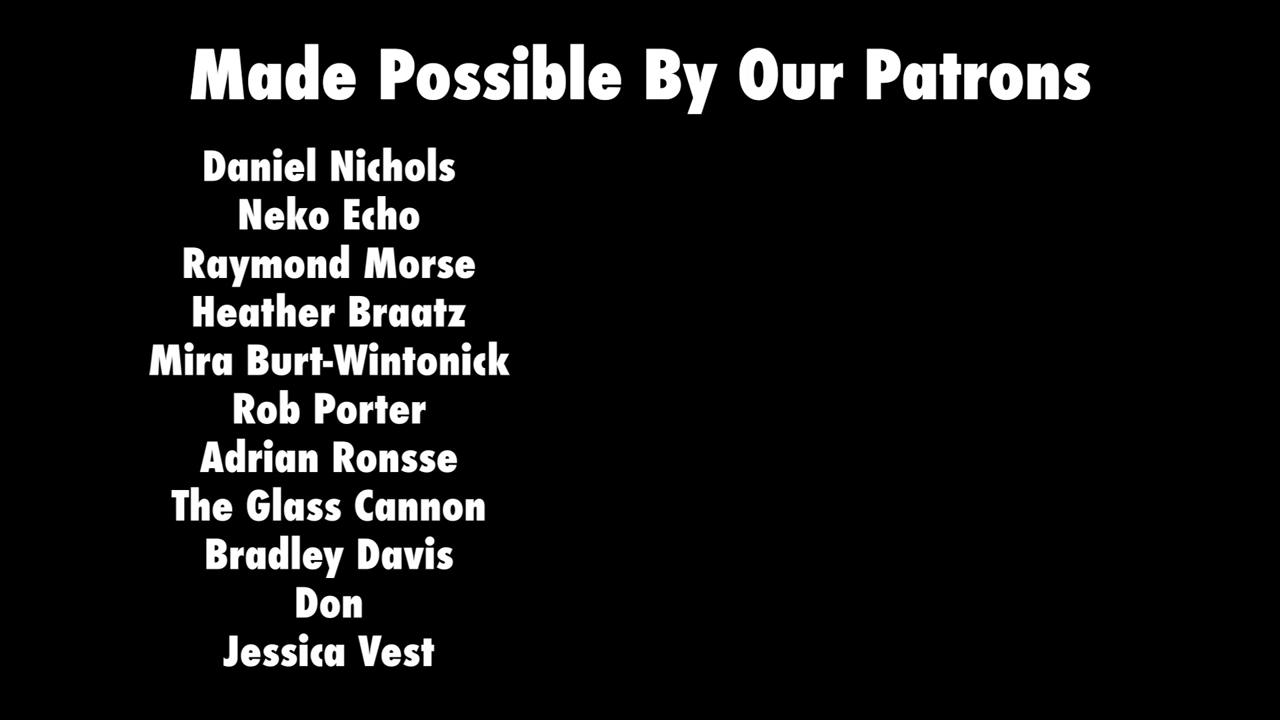 Made Possible By Our Patrons
Daniel Nichols
Neko Echo
Raymond Morse
Heather Braatz
Mira Burt-Wintonick
Rob Porter
Adrian Ronsse
The Glass Cannon
Bradley Davis
Don
Jessica Vest